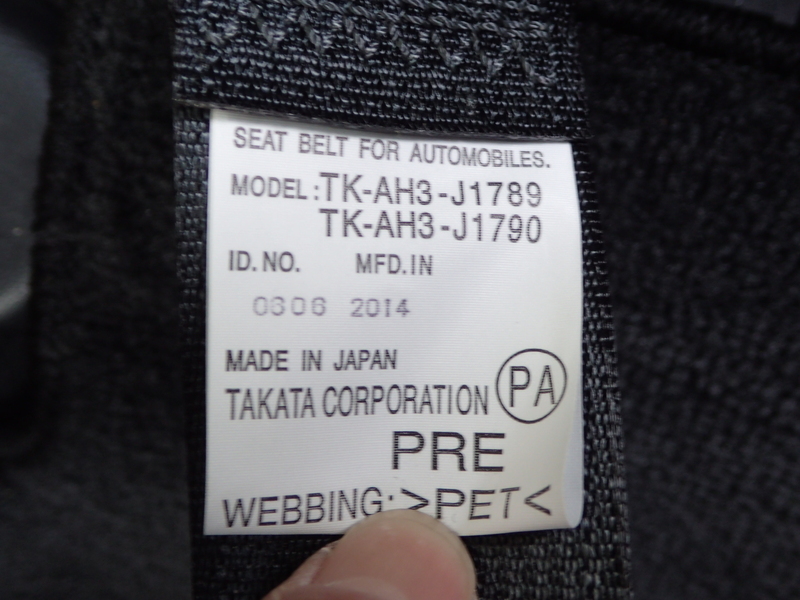 SEAT BELT FOR AUTOMOBILES.
MODEL:TK-AH3-J1789
TK-AH3-J1790
ID.NO. MFD.IN
0606 2014
MADE IN JAPAN
TAKATA CORPORATION PA
PRE
WEBBING:>PET<